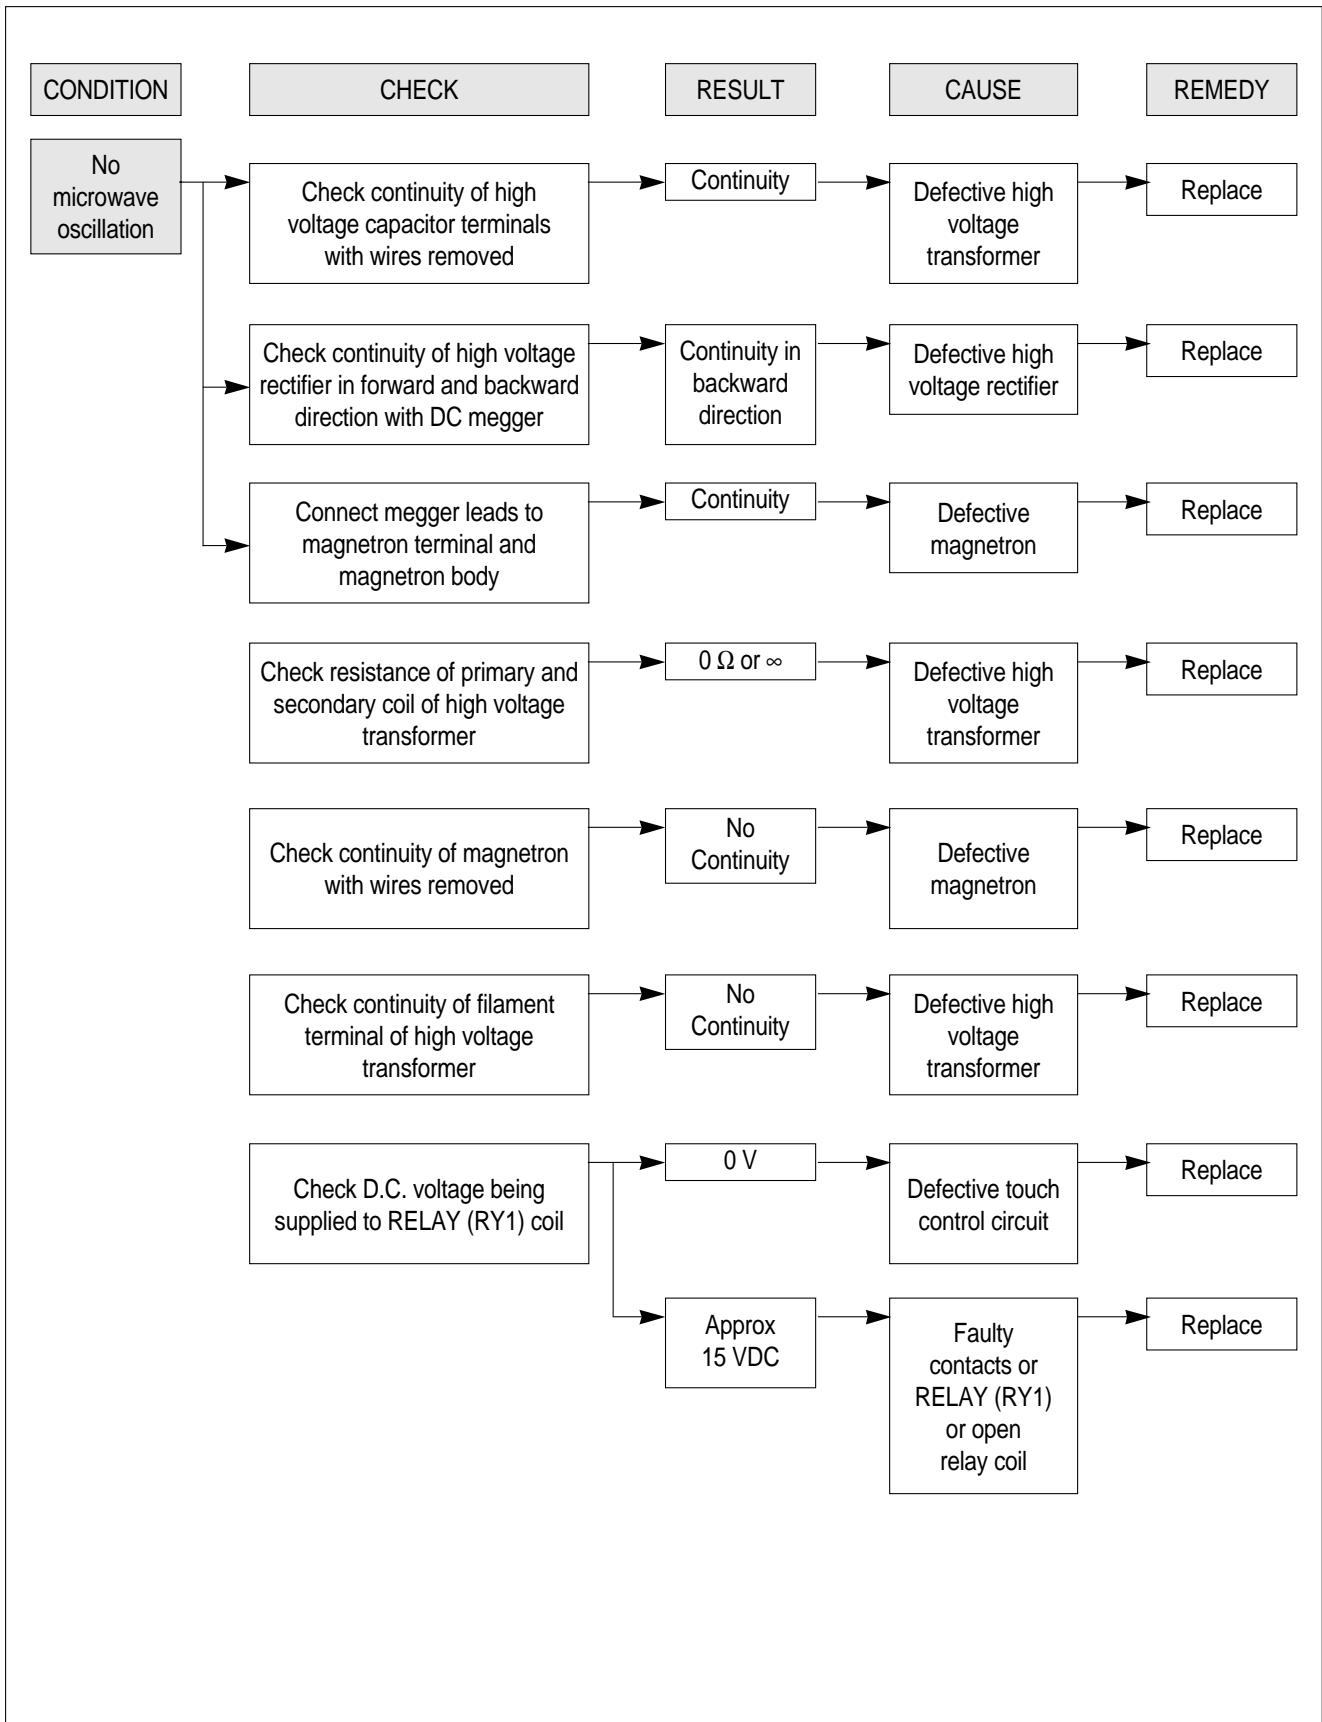 CONDITION
CHECK
RESULT
CAUSE
REMEDY
No
microwave
oscillation
Check continuity of high
voltage capacitor terminals
with wires removed
Continuity
Defective high
voltage
transformer
Replace
Check continuity of high voltage
rectifier in forward and backward
direction with DC megger
Continuity in
backward
direction
Defective high
voltage rectifier
Replace
Connect megger leads to
magnetron terminal and
magnetron body
Continuity
Defective
magnetron
Replace
Check resistance of primary and
secondary coil of high voltage
transformer
0 Ω or ∞
Defective high
voltage
transformer
Replace
Check continuity of magnetron
with wires removed
No
Continuity
Defective
magnetron
Replace
Check continuity of filament
terminal of high voltage
transformer
No
Continuity
Defective high
voltage
transformer
Replace
Check D.C. voltage being
supplied to RELAY (RY1) coil
0 V
Defective touch
control circuit
Replace
Approx
15 VDC
Faulty
contacts or
RELAY (RY1)
or open
relay coil
Replace